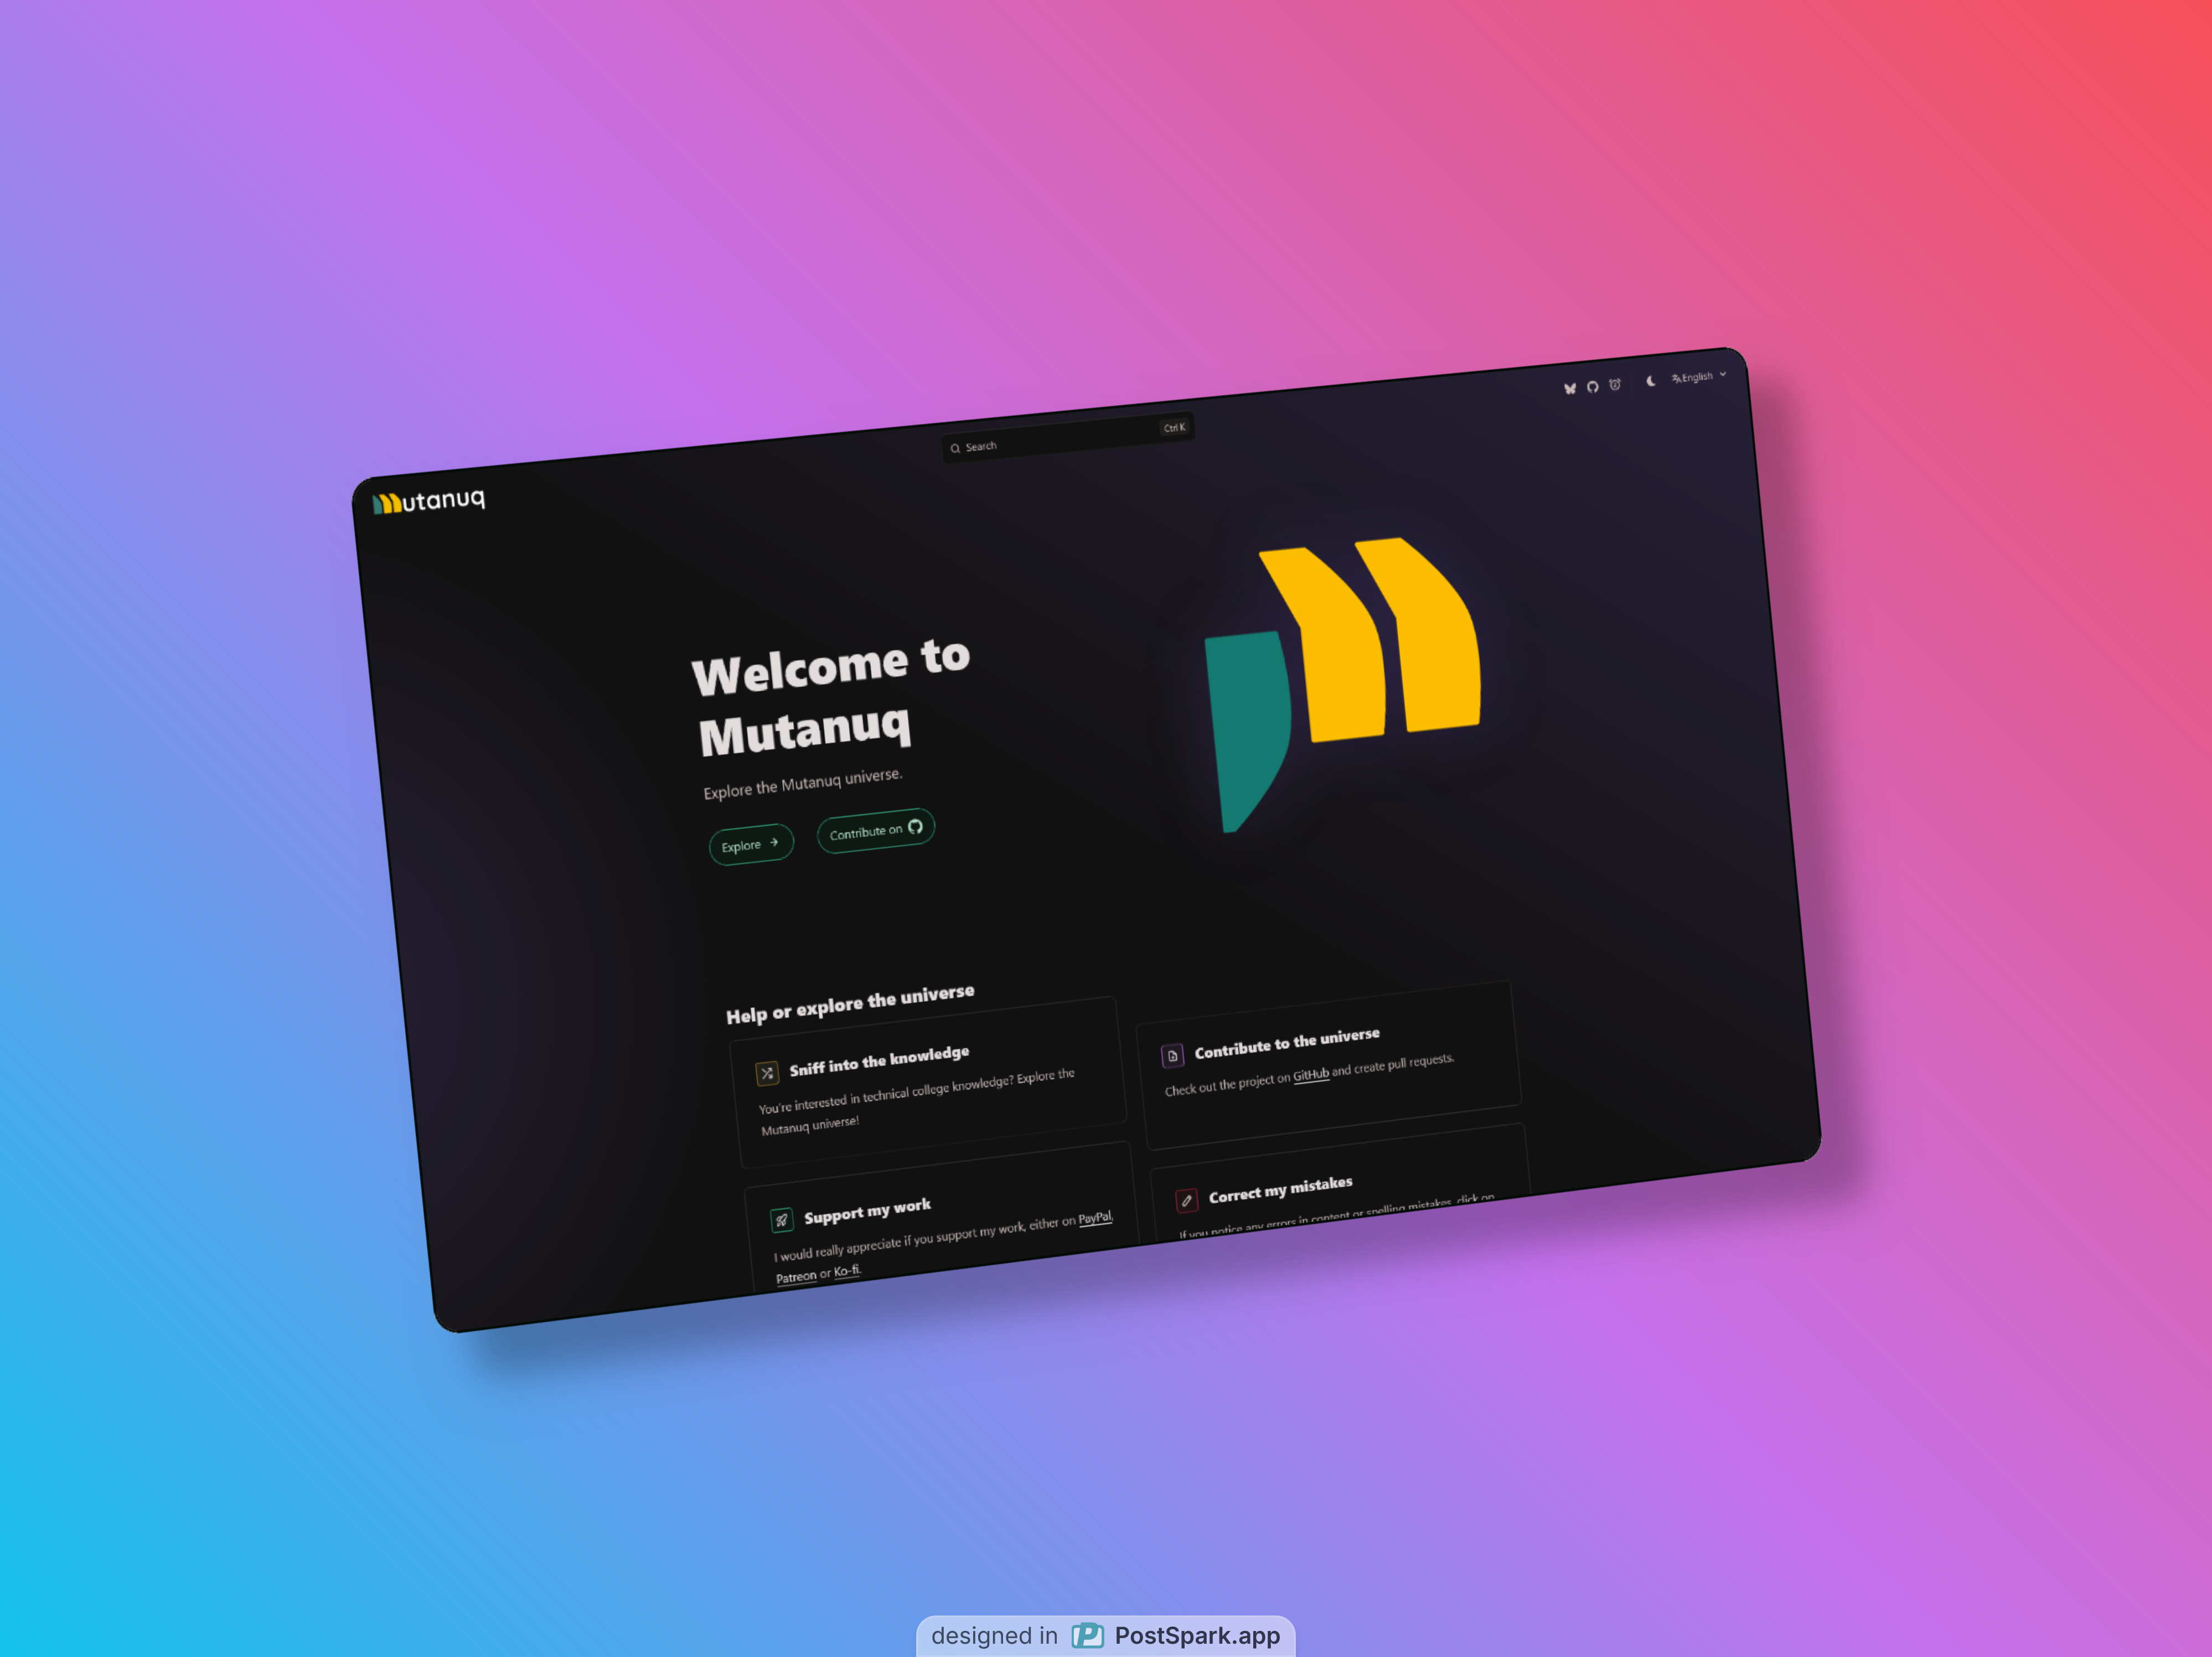 mutanuq
Search
Ctrl K
English
Welcome to
Mutanuq
Explore the Mutanuq universe.
Explore
Contribute on
Help or explore the universe
Sniff into the knowledge
You're interested in technical college knowledge? Explore the
Mutanuq universe!
Contribute to the universe
Check out the project on GitHub and create pull requests.
Support my work
I would really appreciate if you support my work, either on PayPal,
Patreon or Ko-fi.
Correct my mistakes
If you notice any errors in content or spelling mistakes, click on
designed in PostSpark.app